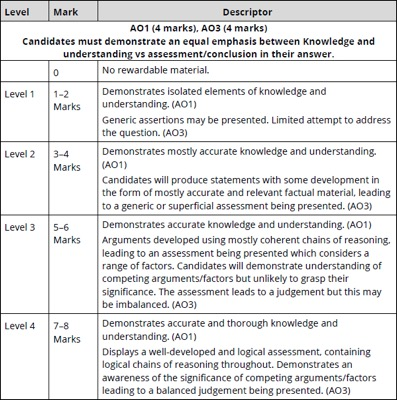 Level Mark Descriptor
AO1 (4 marks), AO3 (4 marks)
Candidates must demonstrate an equal emphasis between Knowledge and
understanding vs assessment/conclusion in their answer.
0 No rewardable material.
Level 1 1–2
Marks
Demonstrates isolated elements of knowledge and
understanding. (AO1)
Generic assertions may be presented. Limited attempt to address
the question. (AO3)
Level 2 3–4
Marks
Demonstrates mostly accurate knowledge and understanding.
(AO1)
Candidates will produce statements with some development in
the form of mostly accurate and relevant factual material, leading
to a generic or superficial assessment being presented. (AO3)
Level 3 5–6
Marks
Demonstrates accurate knowledge and understanding. (AO1)
Arguments developed using mostly coherent chains of reasoning,
leading to an assessment being presented which considers a
range of factors. Candidates will demonstrate understanding of
competing arguments/factors but unlikely to grasp their
significance. The assessment leads to a judgement but this may
be imbalanced. (AO3)
Level 4 7–8
Marks
Demonstrates accurate and thorough knowledge and
understanding. (AO1)
Displays a well-developed and logical assessment, containing
logical chains of reasoning throughout. Demonstrates an
awareness of the significance of competing arguments/factors
leading to a balanced judgement being presented. (AO3)